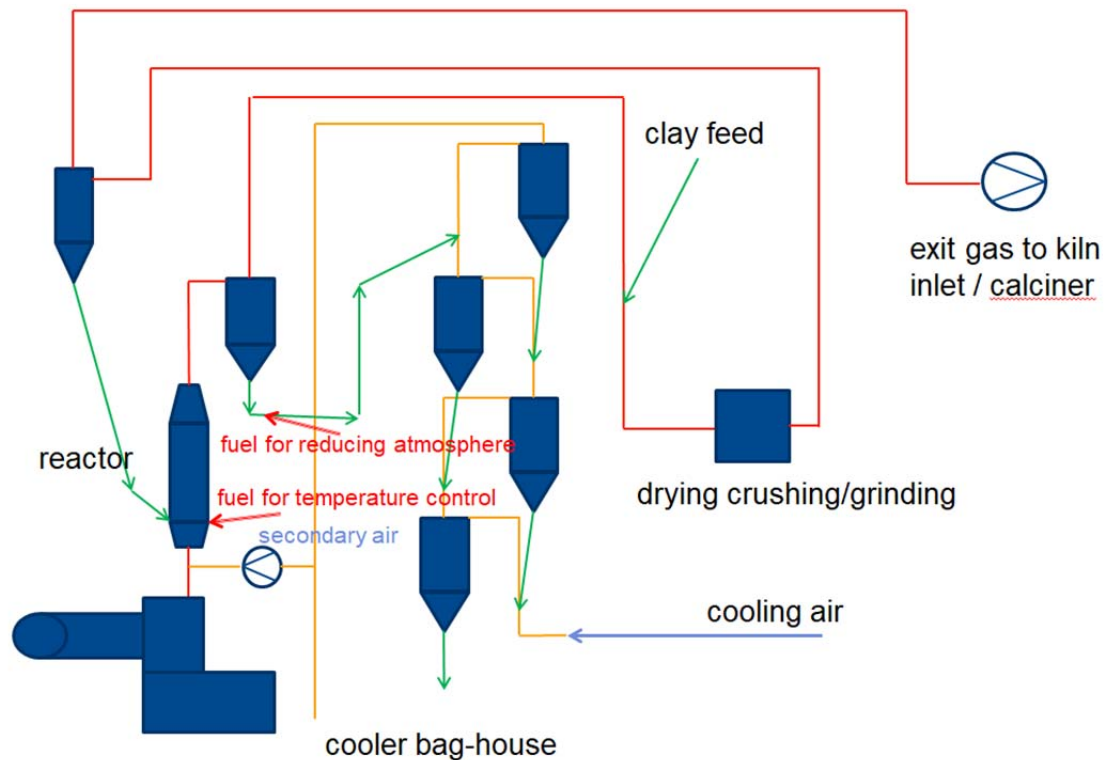 clay feed
exit gas to kiln
inlet / calciner
fuel for reducing atmosphere
reactor
fuel for temperature control
drying crushing/grinding
secondary air
cooling air
cooler bag-house